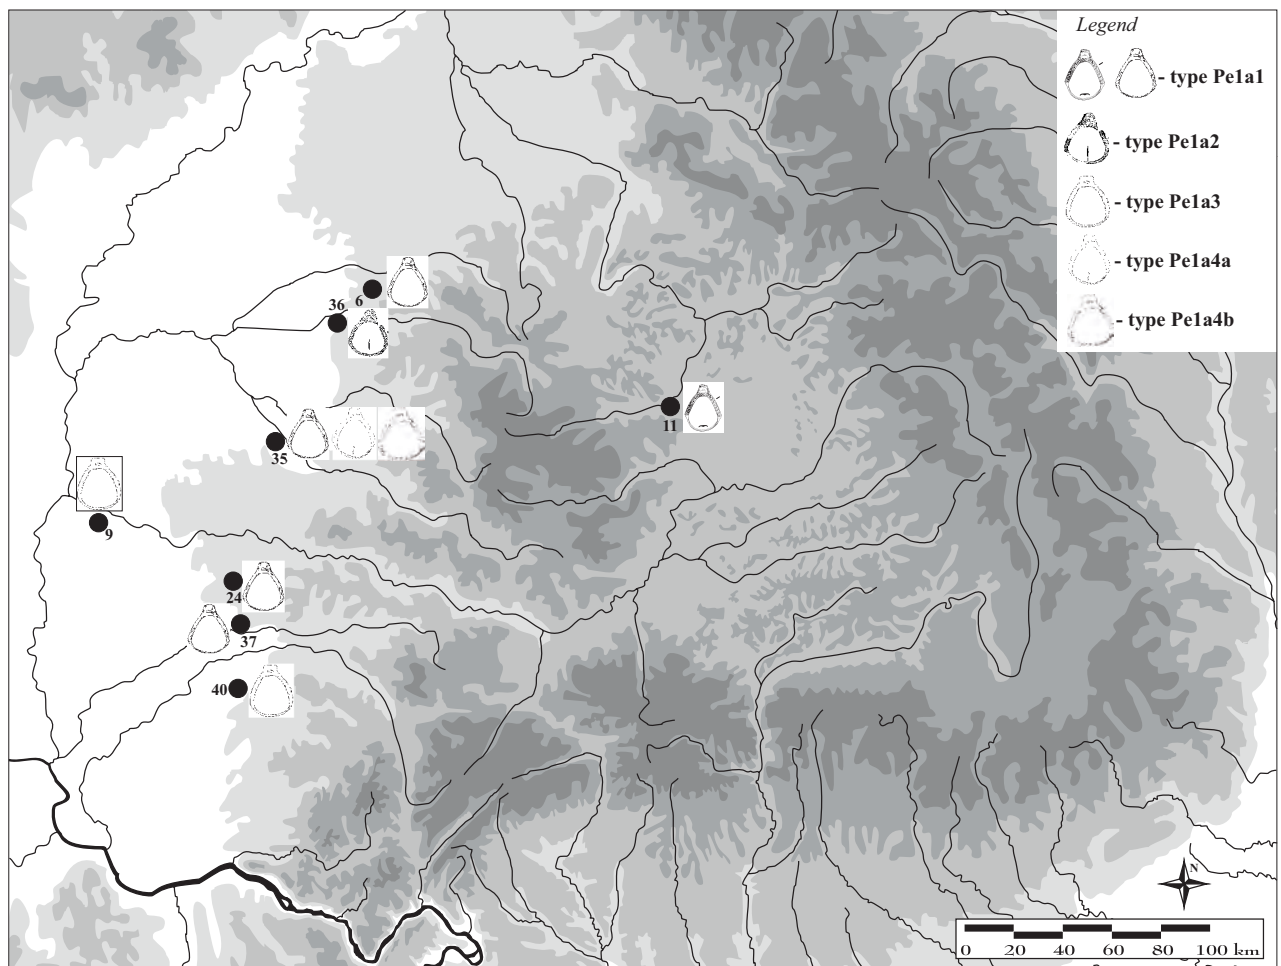 Legend
- type Pe1a1
- type Pe1a2
- type Pe1a3
- type Pe1a4a
- type Pe1a4b
6
36
11
35
9
24
37
40
N
0 20 40 60 80 100 km